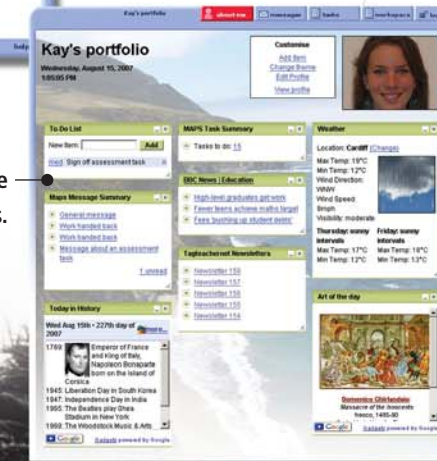 Kay's portfolio
about me
messages
tasks
workspace
help
Kay's portfolio
Wednesday, August 15, 2007
1:05:05 PM
Customise
Add item
Change theme
Edit Profile
View profile
To-Do List
New Item:
Add
med Sign off assessment task
Maps Message Summary
General message
Work handed back
Work handed back
Message about an assessment
task
1 unread
Today in History
Wed Aug 15th • 227th day of
2007
1769:
Emperor of France
and King of Italy,
Napoleon Bonaparte
born on the island of
Corsica
1945: Liberation Day in South Korea
1947: Independence Day in India
1965: The Beatles play Shea
Stadium in New York
1969: The Woodstock Music & Arts
Google
Gadgets powered by Google
MAPS Task Summary
Tasks to do: 15
BBC News | Education
High-level graduates get work
Fewer teens achieve maths target
Fees 'pushing up student debts'
Tagteachernet Newsletters
Newsletter 158
Newsletter 157
Newsletter 156
Newsletter 155
Newsletter 154
Weather
Location: Cardiff (Change)
Max Temp: 19°C
Min Temp: 12°C
Wind Direction:
WNW
Wind Speed:
Visibility: moderate
Thursday: sunny
intervals
Max Temp: 17°C
Min Temp: 12°C
Friday: sunny
intervals
Max Temp: 18°C
Min Temp: 13°C
Art of the day
Domenico Ghirlandaio
Massacre of the Innocents
fresco, 1486-90
Google
Gadgets powered by Google
e
s.